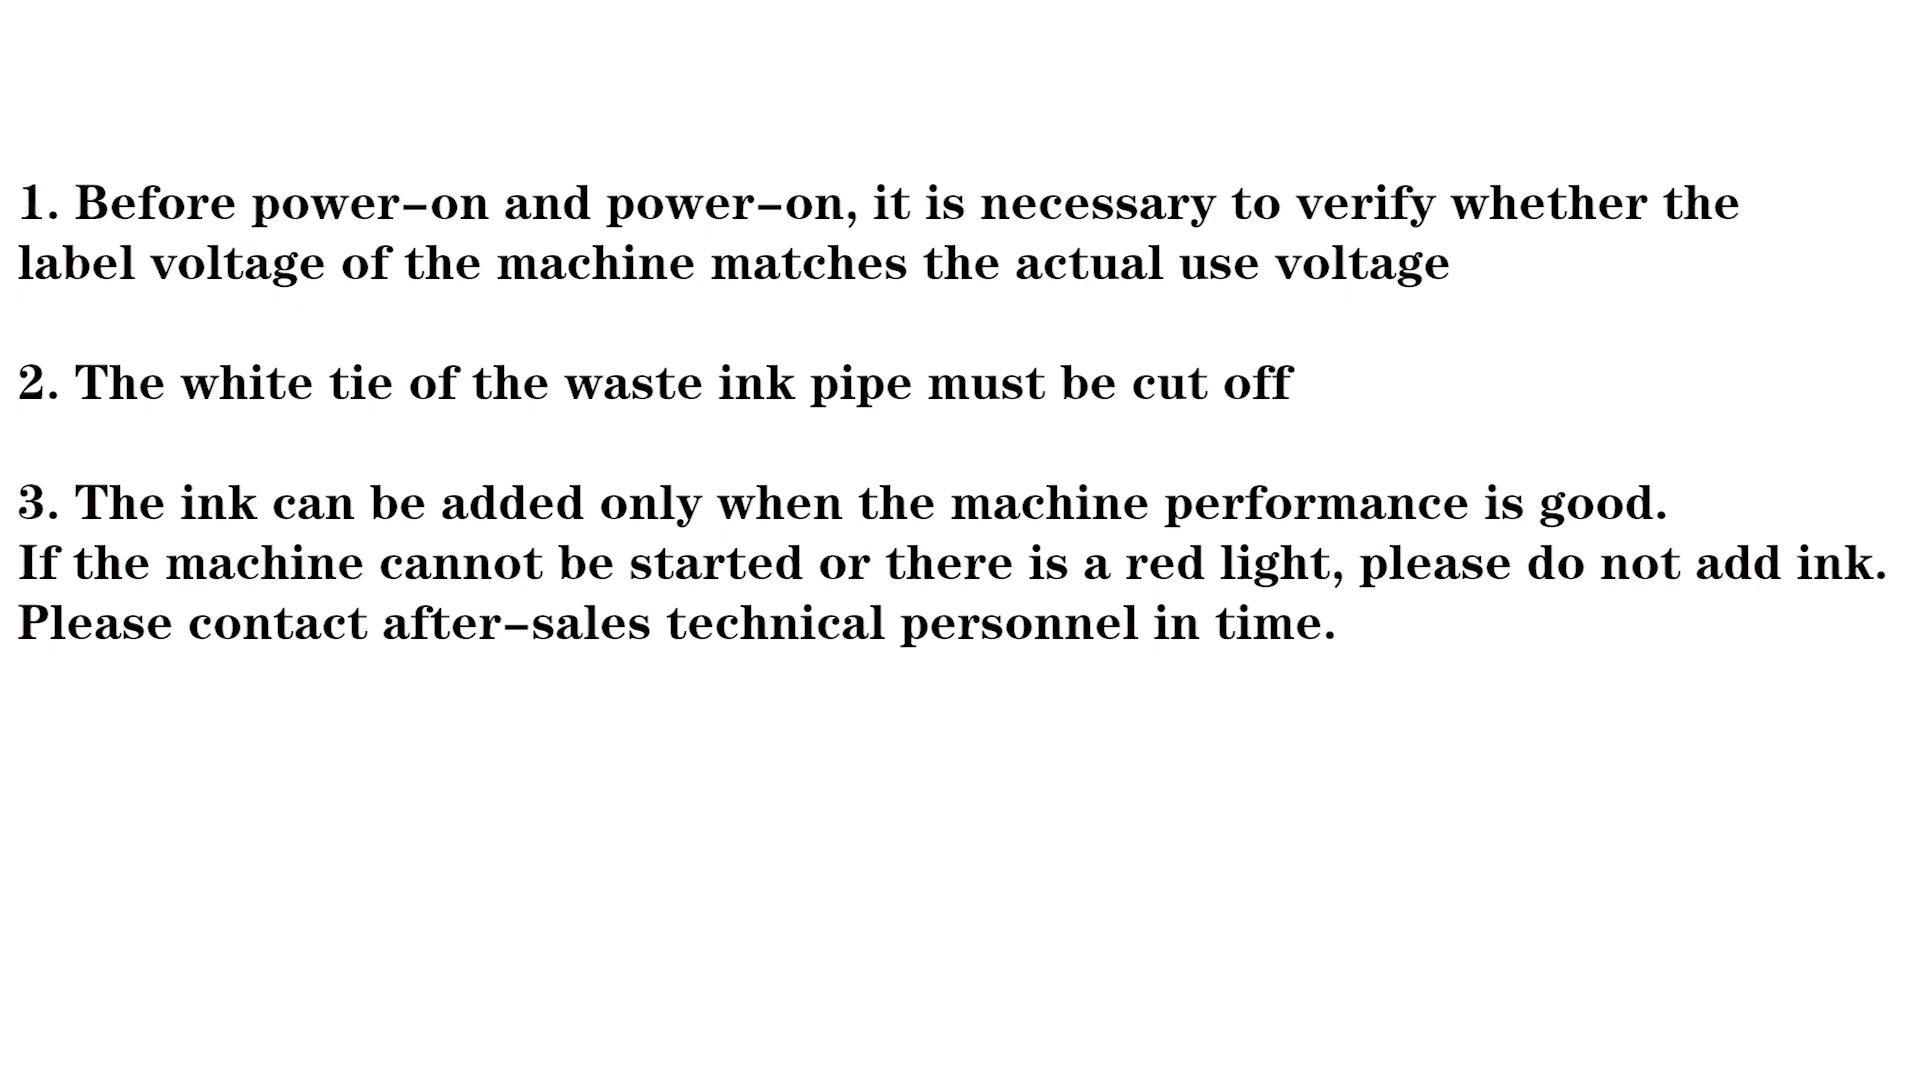 1. Before power-on and power-on, it is necessary to verify whether the
label voltage of the machine matches the actual use voltage
2. The white tie of the waste ink pipe must be cut off
3. The ink can be added only when the machine performance is good.
If the machine cannot be started or there is a red light, please do not add ink.
Please contact after-sales technical personnel in time.